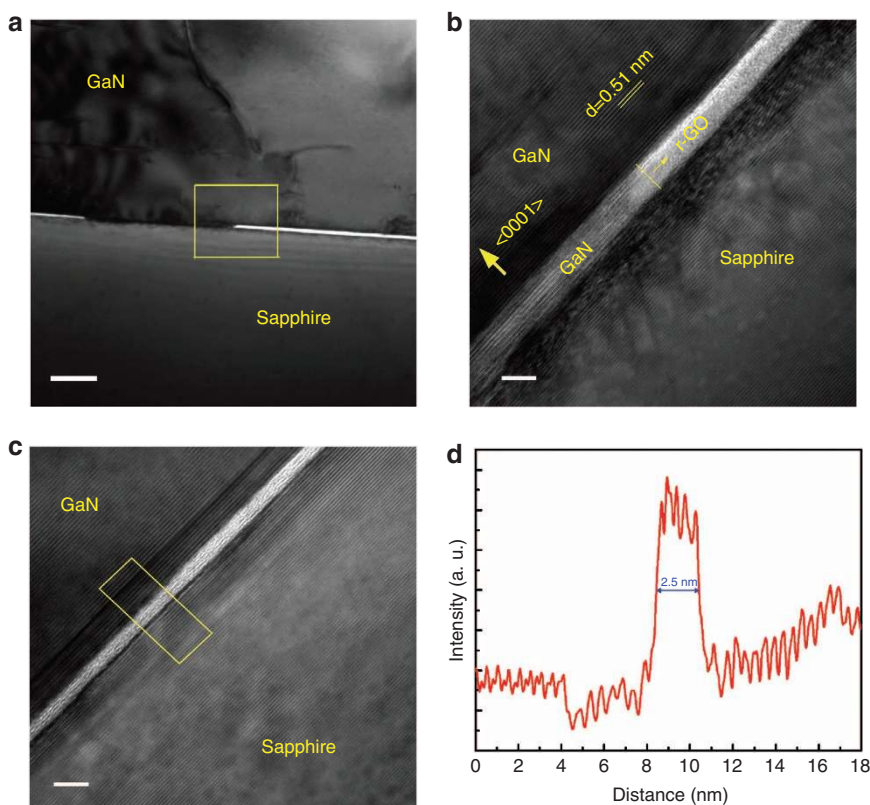 a
GaN
Sapphire
b
d=0.51 nm
GaN
r-GO
<0001>
GaN
Sapphire
c
GaN
Sapphire
d
Intensity (a. u.)
2.5 nm
0 2 4 6 8 10 12 14 16 18
Distance (nm)